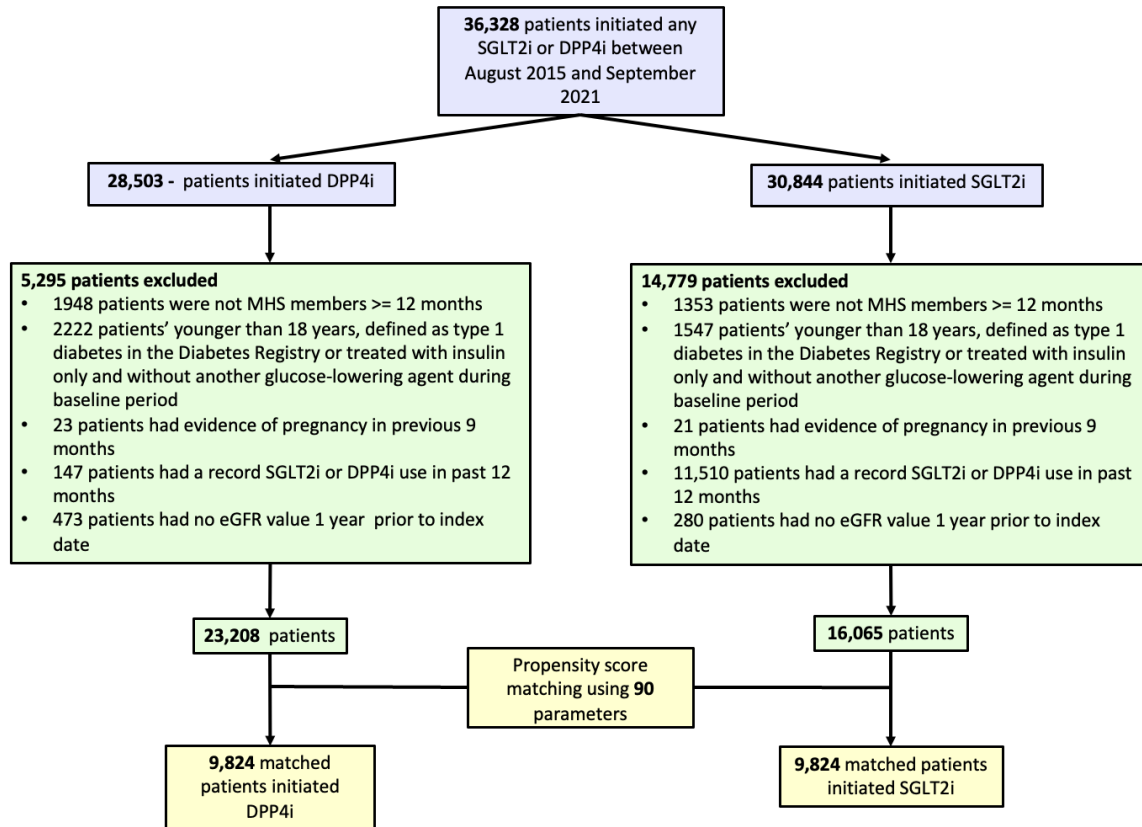 36,328 patients initiated any
SGLT2i or DPP4i between
August 2015 and September
2021
28,503 - patients initiated DPP4i
30,844 patients initiated SGLT2i
5,295 patients excluded
• 1948 patients were not MHS members >= 12 months
• 2222 patients’ younger than 18 years, defined as type 1
diabetes in the Diabetes Registry or treated with insulin
only and without another glucose-lowering agent during
baseline period
• 23 patients had evidence of pregnancy in previous 9
months
• 147 patients had a record SGLT2i or DPP4i use in past 12
months
• 473 patients had no eGFR value 1 year prior to index
date
14,779 patients excluded
• 1353 patients were not MHS members >= 12 months
• 1547 patients’ younger than 18 years, defined as type 1
diabetes in the Diabetes Registry or treated with insulin
only and without another glucose-lowering agent during
baseline period
• 21 patients had evidence of pregnancy in previous 9
months
• 11,510 patients had a record SGLT2i or DPP4i use in past
12 months
• 280 patients had no eGFR value 1 year prior to index
date
23,208 patients
16,065 patients
Propensity score
matching using 90
parameters
9,824 matched
patients initiated
DPP4i
9,824 matched patients
initiated SGLT2i